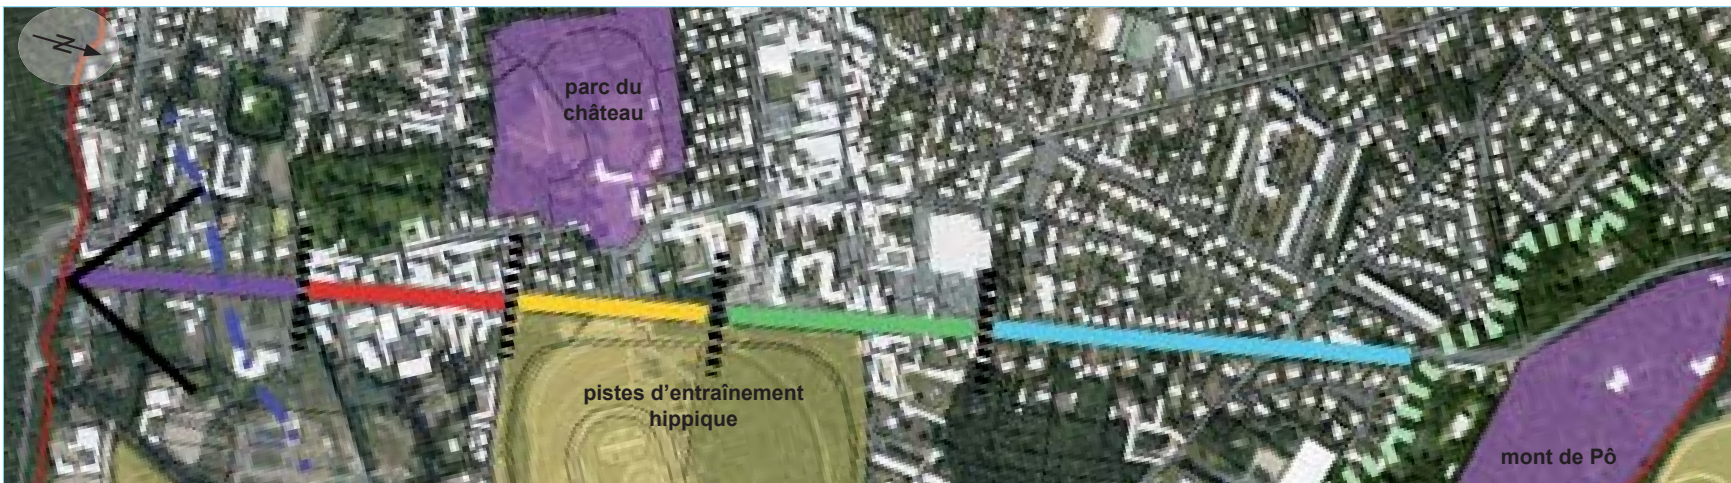 N
parc du
château
pistes d’entraînement
hippique
mont de Pô